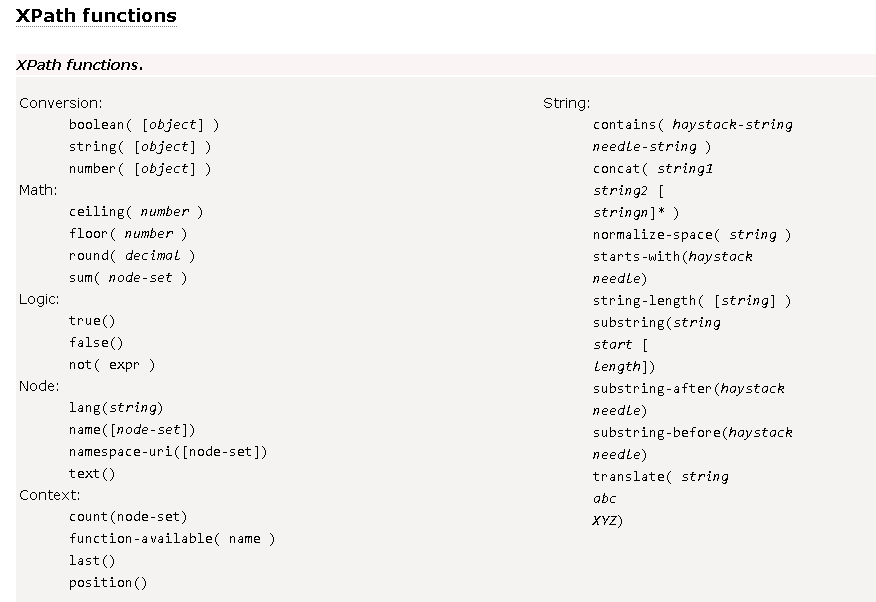 XPath functions
XPath functions.
Conversion:
boolean( [object] )
string( [object] )
number( [object] )
Math:
ceiling( number )
floor( number )
round( decimal )
sum( node-set )
Logic:
true()
false()
not( expr )
Node:
lang(string)
name([node-set])
namespace-uri([node-set])
text()
Context:
count(node-set)
function-available( name )
last()
position()
String:
contains( haystack-string
needle-string )
concat( string1
string2 [
stringn]* )
normalize-space( string )
starts-with(haystack
needle)
string-length( [string] )
substring(string
start [
length])
substring-after(haystack
needle)
substring-before(haystack
needle)
translate( string
abc
XYZ)